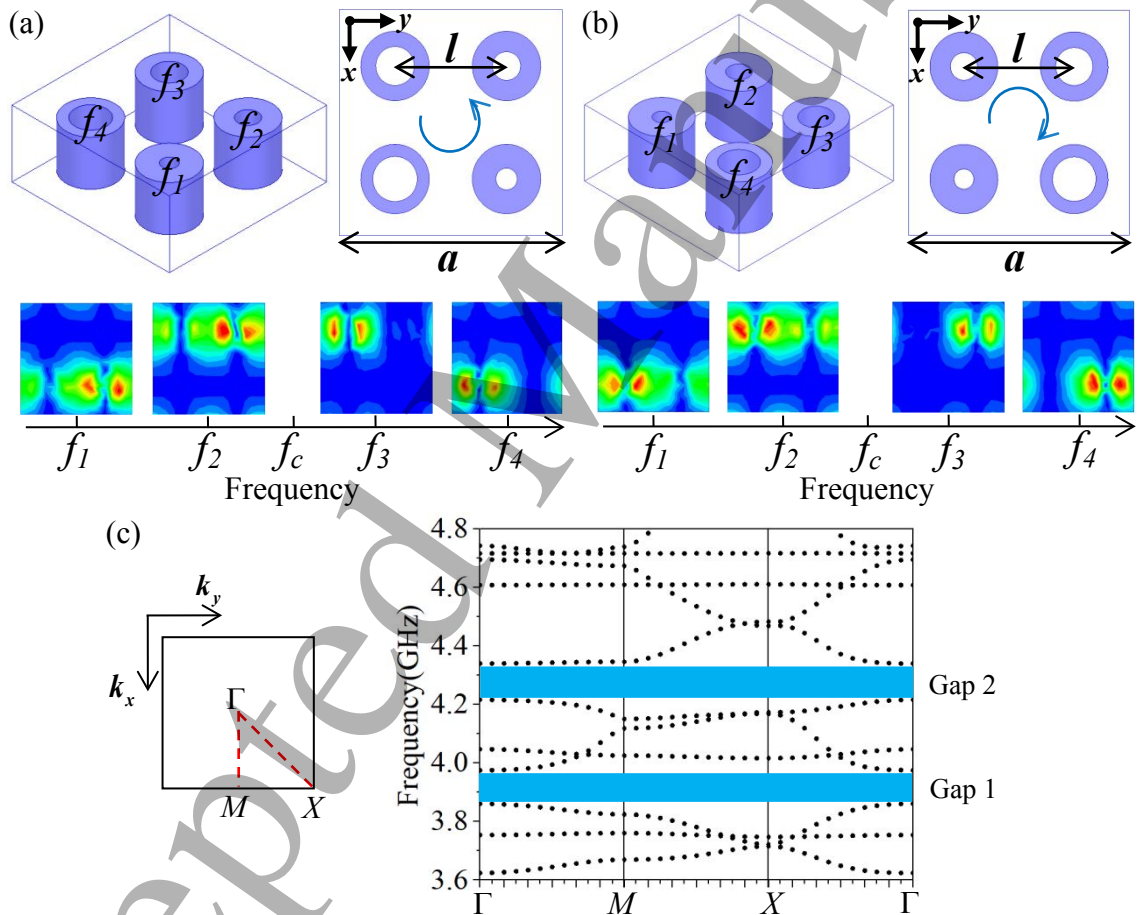 (a)
f3
f4
f2
f1
y
x
l
a
(b)
f2
f1
f3
f4
y
x
l
a
f1 f2 fc f3 f4
Frequency
f1 f2 fc f3 f4
Frequency
(c)
ky
kx
Γ
M X
Frequency(GHz)
4.8
4.6
4.4
4.2
4.0
3.8
3.6
Gap 2
Gap 1
Γ M X Γ